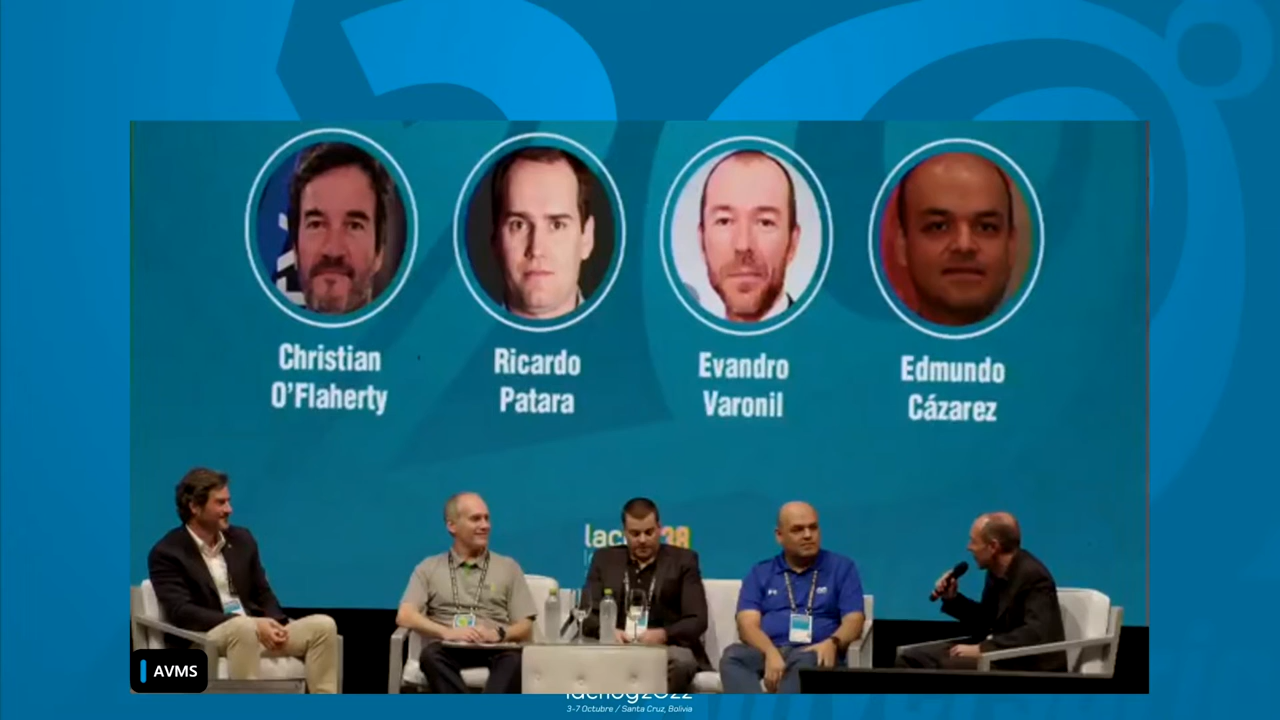 Christian
O'Flaherty
Ricardo
Patara
Evandro
Varonil
Edmundo
Cázarez
AVMS
3-7 Octubre / Santa Cruz, Bolivia